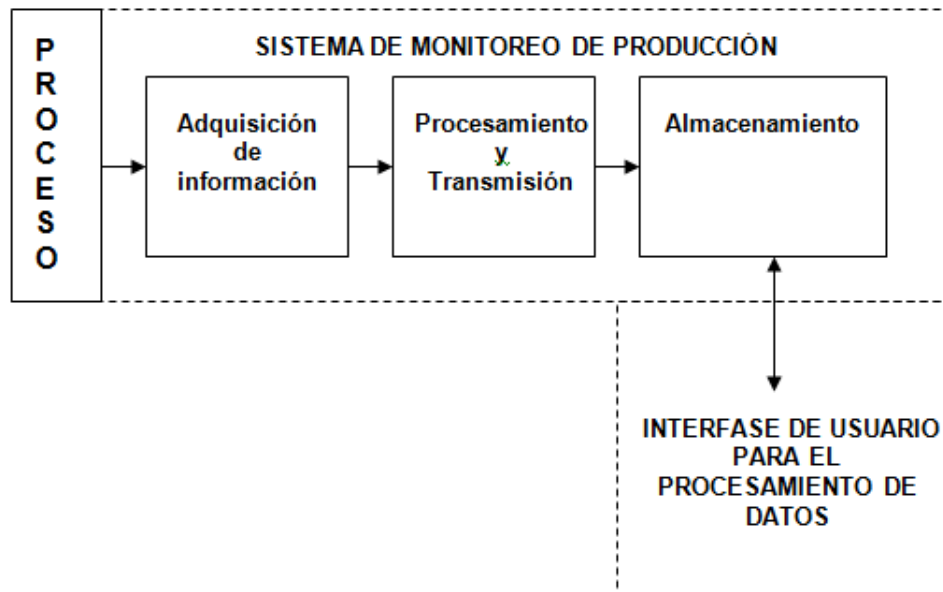 PROCESO
SISTEMA DE MONITOREO DE PRODUCCIÓN
Adquisición
de
información
Procesamiento
y
Transmisión
Almacenamiento
INTERFASE DE USUARIO
PARA EL
PROCESAMIENTO DE
DATOS